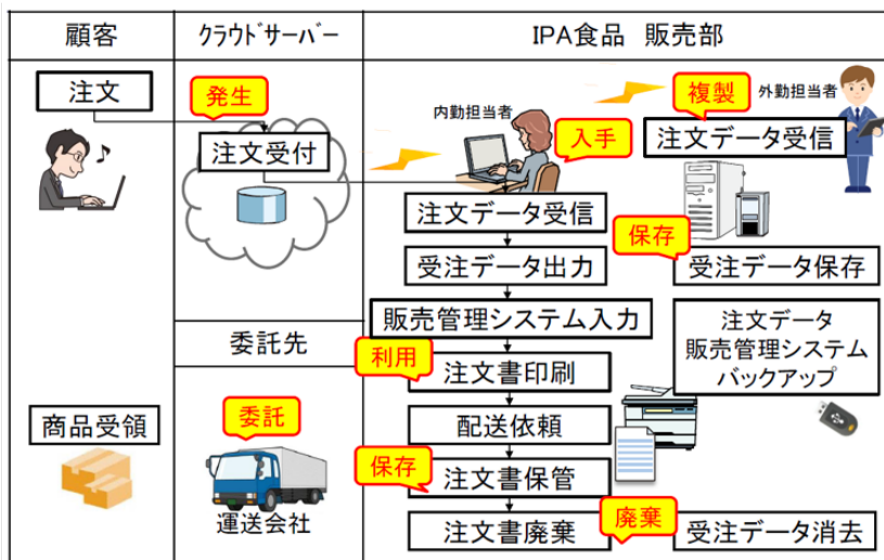 顧客
クラウドサーバー
IPA食品 販売部
注文
発生
注文受付
内勤担当者
入手
複製
外勤担当者
注文データ受信
注文データ受信
保存
受注データ出力
受注データ保存
販売管理システム入力
注文データ
販売管理システム
バックアップ
委託先
利用
注文書印刷
商品受領
委託
配送依頼
保存
注文書保管
運送会社
注文書廃棄
廃棄
受注データ消去